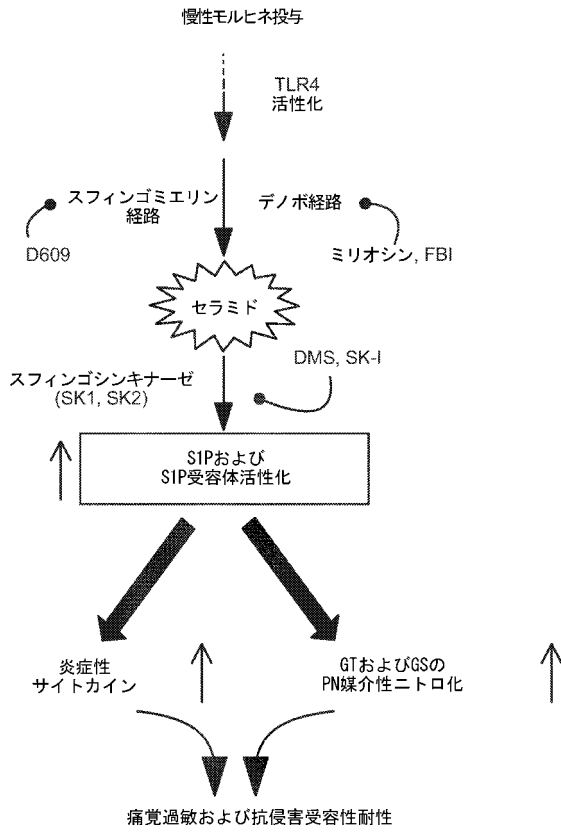 慢性モルヒネ投与
TLR4
活性化
スフィンゴミエリン
経路
デノボ経路
D609
ミリオシン, FBI
セラミド
DMS, SK-I
スフィンゴシンキナーゼ
(SK1, SK2)
S1Pおよび
S1P受容体活性化
炎症性
サイトカイン
GTおよびGSの
PN媒介性ニトロ化
痛覚過敏および抗侵害受容性耐性